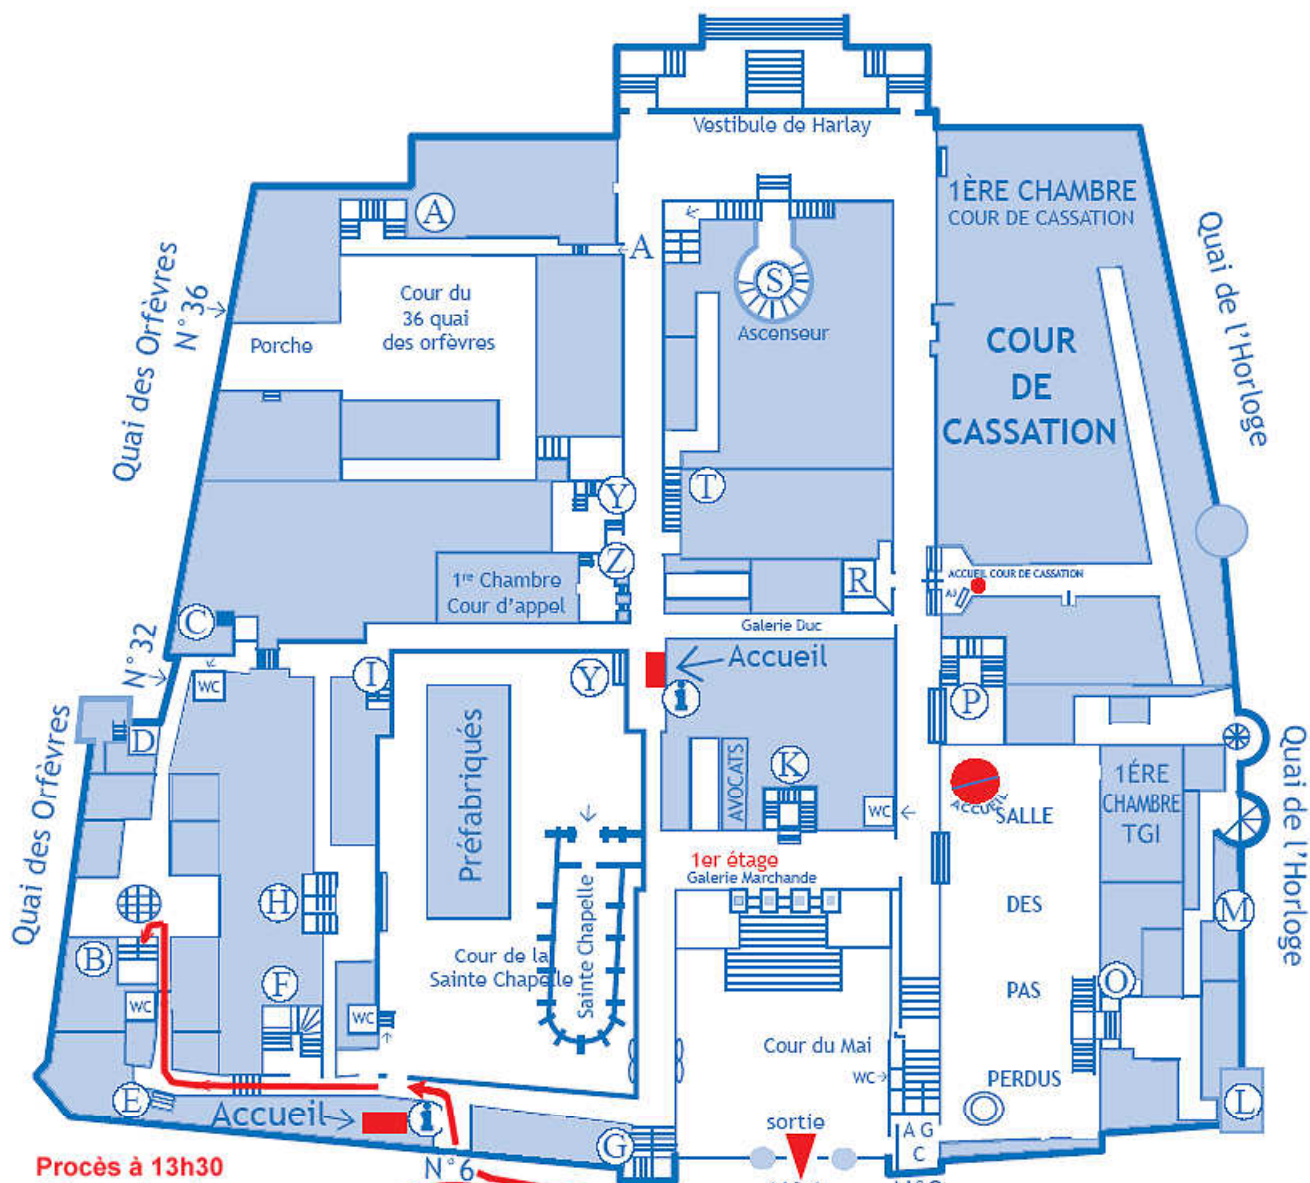 Vestibule de Harlay
1ÈRE CHAMBRE
COUR DE CASSATION
A
A
Quai des Orfèvres
N°36
Cour du
36 quai
des orfèvres
Porche
S
Ascenseur
COUR
DE
CASSATION
Quai de l'Horloge
Y
T
Z
1re Chambre
Cour d'appel
R
ACCUEIL COUR DE CASSATION
Galerie Duc
C
N°32
WC
I
Y
Accueil
i
P
D
Quai des Orfèvres
Préfabriqués
AVOCATS
K
WC
ACCUEIL
SALLE
DES
PAS
PERDUS
1ÉRE
CHAMBRE
TGI
Quai de l'Horloge
1er étage
Galerie Marchande
H
B
WC
F
WC
Cour de la
Sainte Chapelle
Sainte Chapelle
M
O
Cour du Mai
WC
E
Accueil
i
G
sortie
A G
C
L
Procès à 13h30
N°6